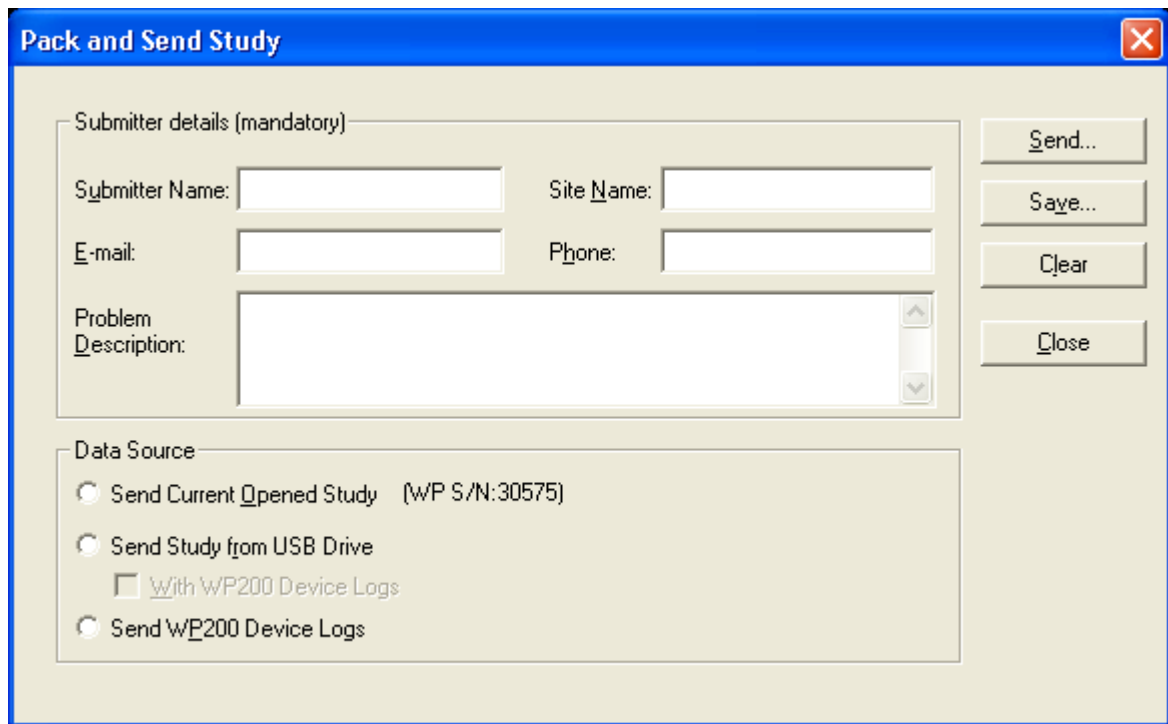 Pack and Send Study
Submitter details (mandatory)
Submitter Name:
Site Name:
E-mail:
Phone:
Problem
Description:
Send...
Save...
Clear
Close
Data Source
Send Current Opened Study (WP S/N:30575)
Send Study from USB Drive
With WP200 Device Logs
Send WP200 Device Logs